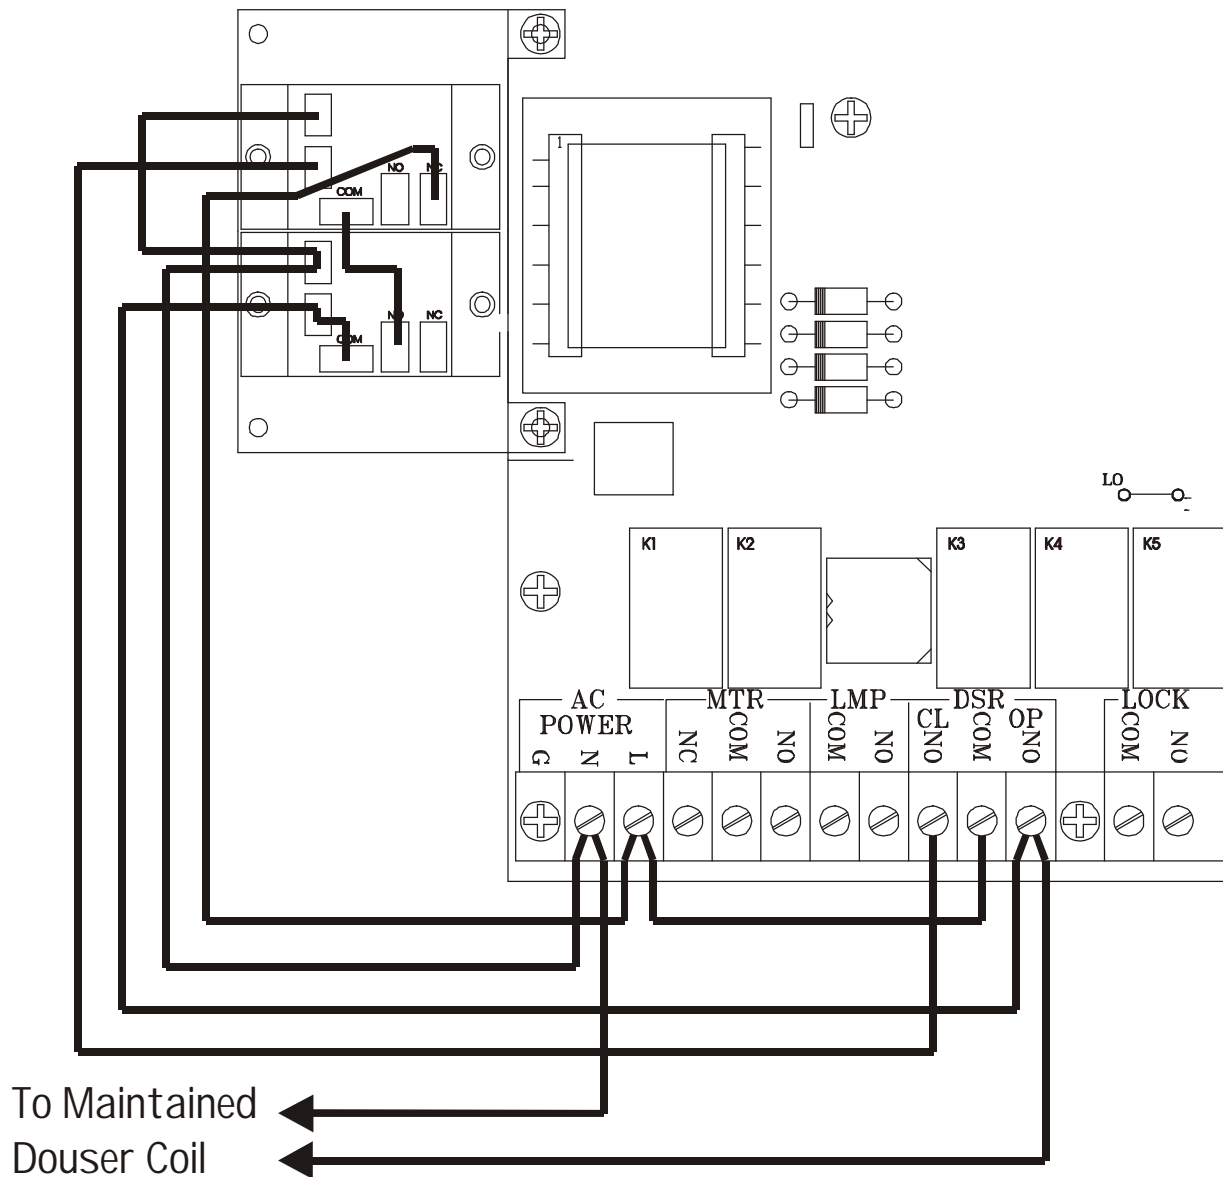 1
NO NC
COM
NO NC
COM
LO
K1 K2 K3 K4 K5
AC POWER MTR LMP DSR LOCK
CL OP
G N L NC COM NO COM NO NO COM NO COM NO
To Maintained
Douser Coil